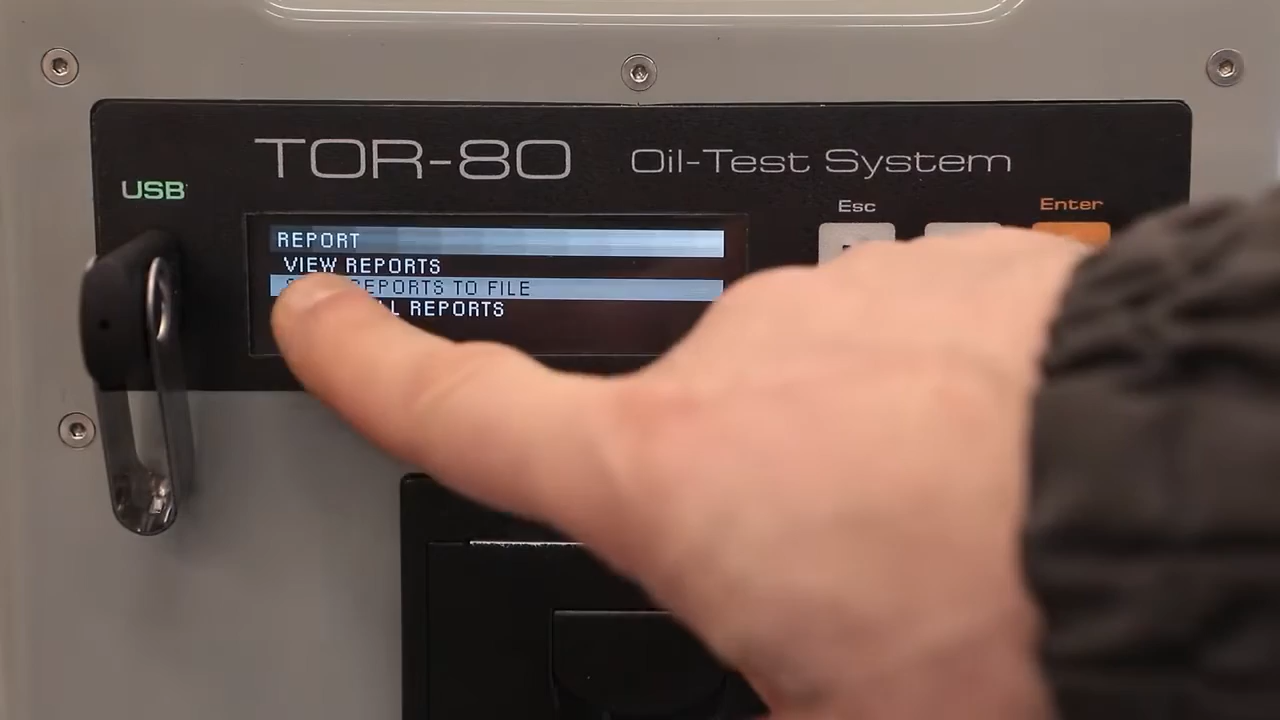 TOR-80 Oil-Test System
USB
Esc
Enter
REPORT
VIEW REPORTS
REPORTS TO FILE
REPORTS